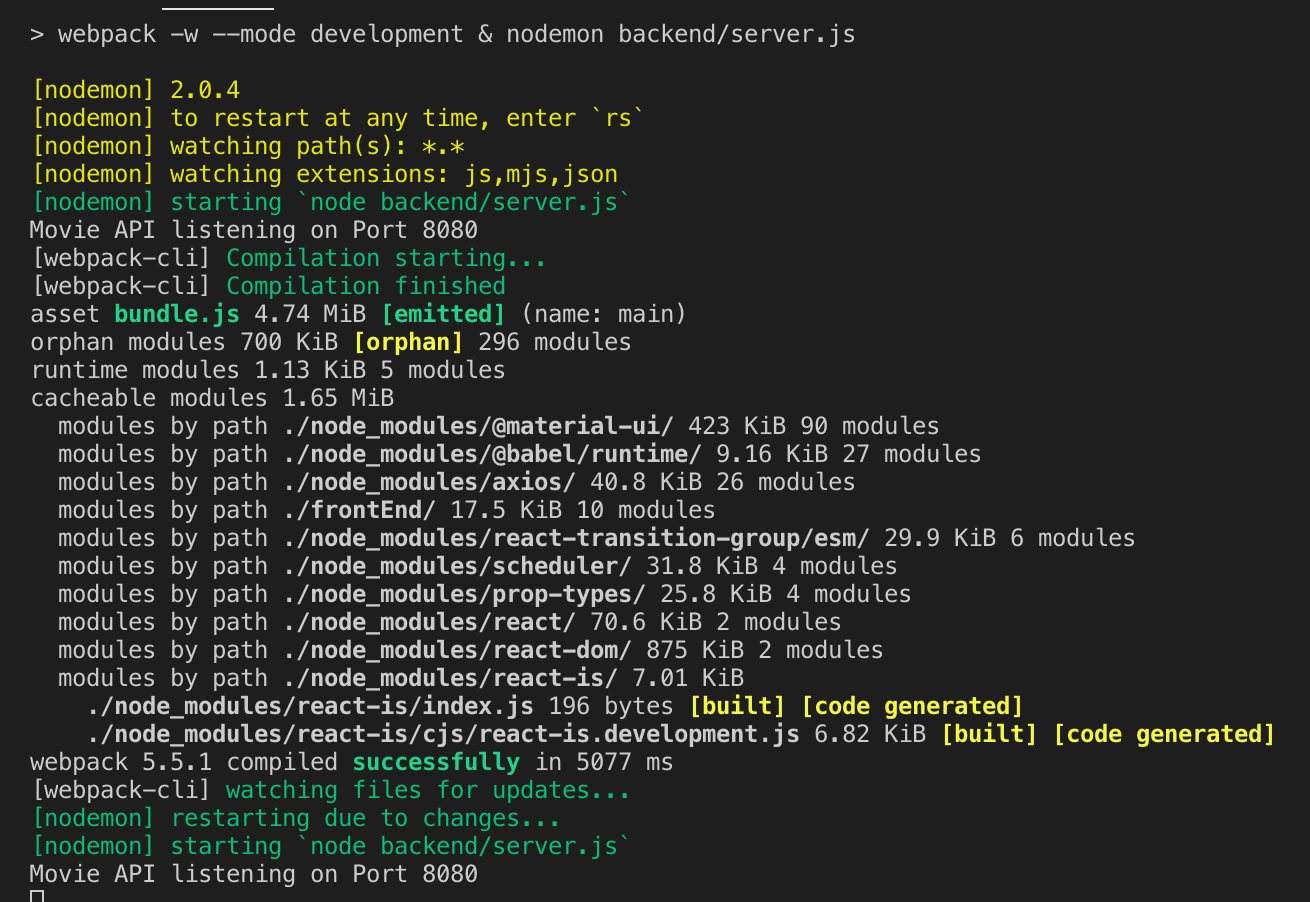 > webpack -w --mode development & nodemon backend/server.js
[nodemon] 2.0.4
[nodemon] to restart at any time, enter `rs`
[nodemon] watching path(s): *.*
[nodemon] watching extensions: js,mjs,json
[nodemon] starting `node backend/server.js`
Movie API listening on Port 8080
[webpack-cli] Compilation starting...
[webpack-cli] Compilation finished
asset bundle.js 4.74 MiB [emitted] (name: main)
orphan modules 700 KiB [orphan] 296 modules
runtime modules 1.13 KiB 5 modules
cacheable modules 1.65 MiB
  modules by path ./node_modules/@material-ui/ 423 KiB 90 modules
  modules by path ./node_modules/@babel/runtime/ 9.16 KiB 27 modules
  modules by path ./node_modules/axios/ 40.8 KiB 26 modules
  modules by path ./frontEnd/ 17.5 KiB 10 modules
  modules by path ./node_modules/react-transition-group/esm/ 29.9 KiB 6 modules
  modules by path ./node_modules/scheduler/ 31.8 KiB 4 modules
  modules by path ./node_modules/prop-types/ 25.8 KiB 4 modules
  modules by path ./node_modules/react/ 70.6 KiB 2 modules
  modules by path ./node_modules/react-dom/ 875 KiB 2 modules
  modules by path ./node_modules/react-is/ 7.01 KiB
    ./node_modules/react-is/index.js 196 bytes [built] [code generated]
    ./node_modules/react-is/cjs/react-is.development.js 6.82 KiB [built] [code generated]
webpack 5.5.1 compiled successfully in 5077 ms
[webpack-cli] watching files for updates...
[nodemon] restarting due to changes...
[nodemon] starting `node backend/server.js`
Movie API listening on Port 8080